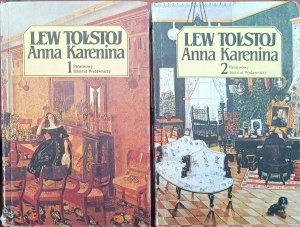 LEW TOŁSTOJ
Anna Karenina
1 Państwowy
Instytut Wydawniczy
LEW TOŁSTOJ
Anna Karenina
2 Państwowy
Instytut Wydawniczy